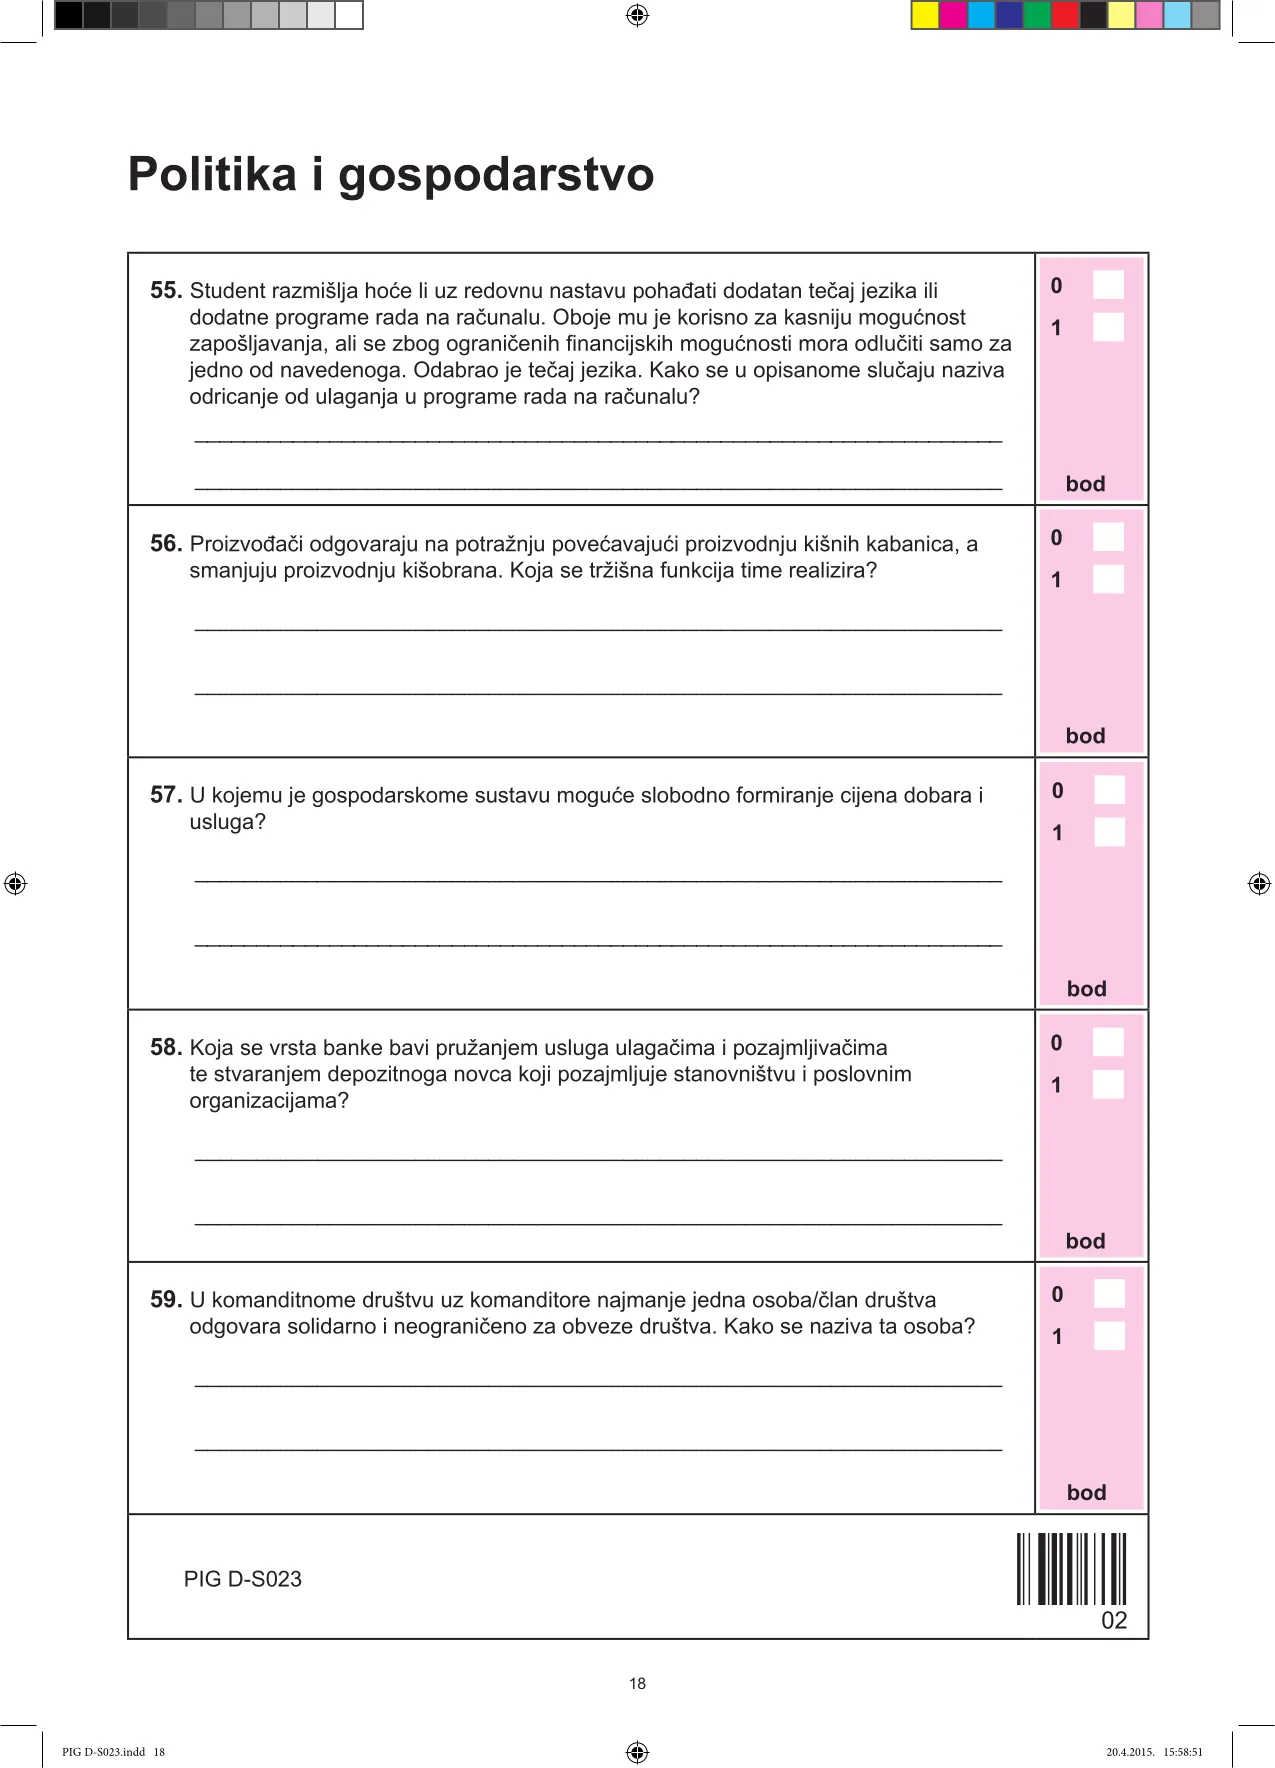 Politika i gospodarstvo
55. Student razmišlja hoće li uz redovnu nastavu pohađati dodatan tečaj jezika ili
dodatne programe rada na računalu. Oboje mu je korisno za kasniju mogućnost
zapošljavanja, ali se zbog ograničenih financijskih mogućnosti mora odlučiti samo za
jedno od navedenoga. Odabrao je tečaj jezika. Kako se u opisanome slučaju naziva
odricanje od ulaganja u programe rada na računalu?
0
1
bod
56. Proizvođači odgovaraju na potražnju povećavajući proizvodnju kišnih kabanica, a
smanjuju proizvodnju kišobrana. Koja se tržišna funkcija time realizira?
0
1
bod
57. U kojemu je gospodarskome sustavu moguće slobodno formiranje cijena dobara i
usluga?
0
1
bod
58. Koja se vrsta banke bavi pružanjem usluga ulagačima i pozajmljivačima
te stvaranjem depozitnoga novca koji pozajmljuje stanovništvu i poslovnim
organizacijama?
0
1
bod
59. U komanditnome društvu uz komanditore najmanje jedna osoba/član društva
odgovara solidarno i neograničeno za obveze društva. Kako se naziva ta osoba?
0
1
bod
PIG D-S023
02
18
PIG D-S023.indd 18
20.4.2015. 15:58:51